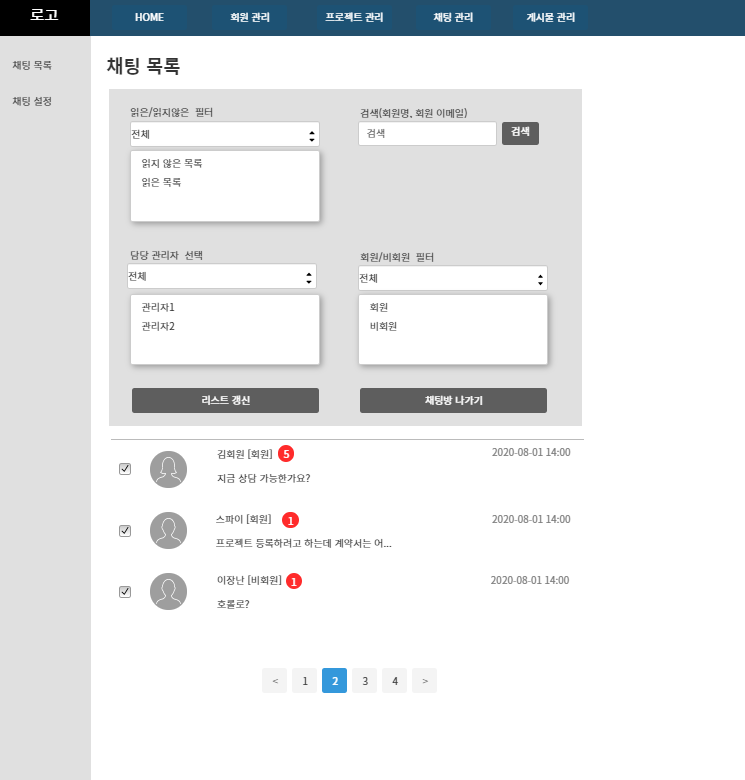 로고
HOME
회원 관리
프로젝트 관리
채팅 관리
게시물 관리
채팅 목록
채팅 설정
채팅 목록
읽은/읽지않은 필터
전체
읽지 않은 목록
읽은 목록
검색(회원명, 회원 이메일)
검색
검색
담당 관리자 선택
전체
관리자1
관리자2
회원/비회원 필터
전체
회원
비회원
리스트 갱신
채팅방 나가기
김회원 [회원] 5
2020-08-01 14:00
지금 상담 가능한가요?
스파이 [회원] 1
2020-08-01 14:00
프로젝트 등록하려고 하는데 계약서는 어...
이장난 [비회원] 1
2020-08-01 14:00
호롤로?
< 1 2 3 4 >